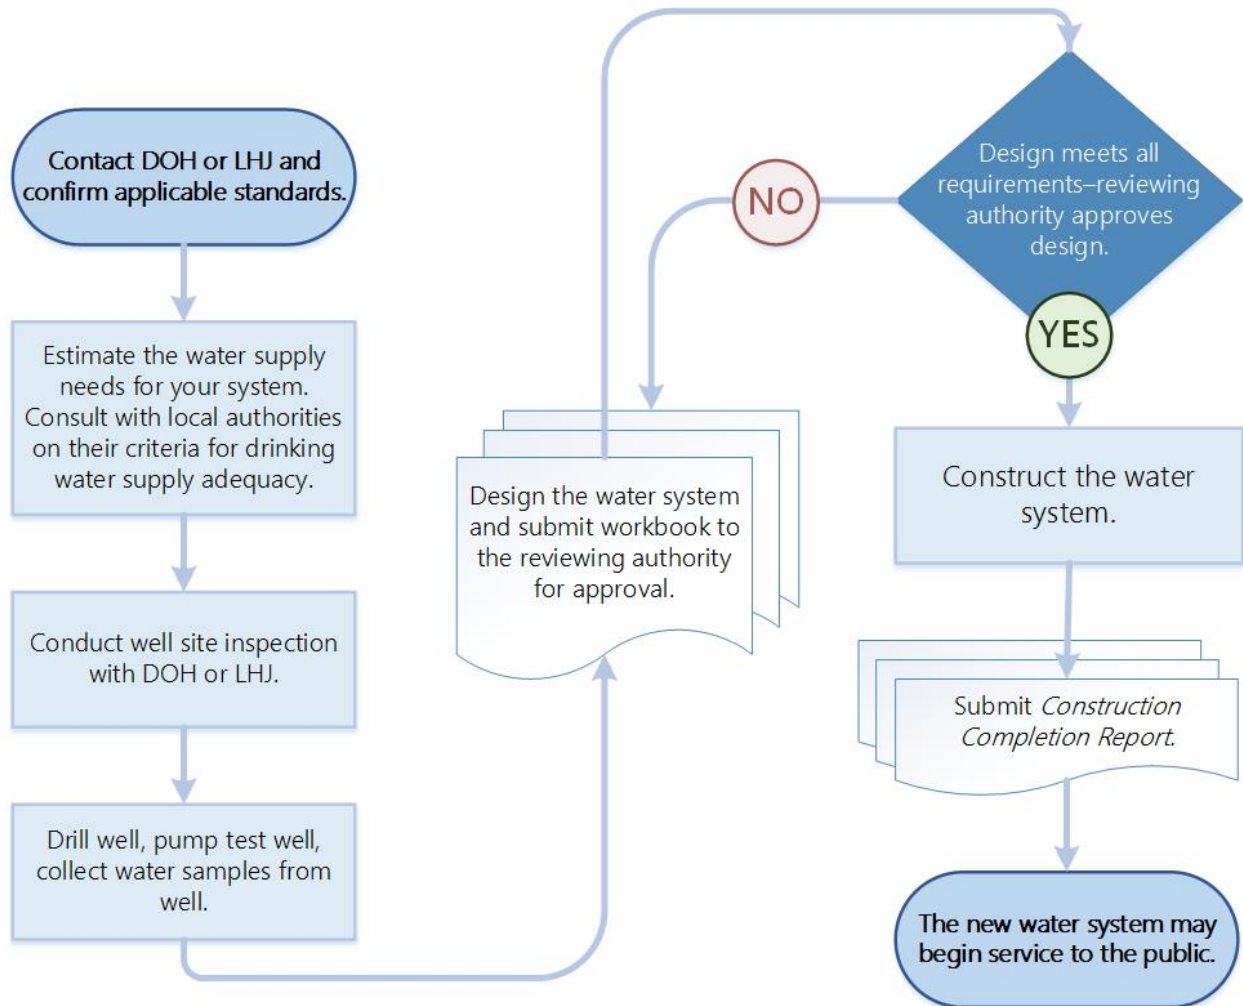 Contact DOH or LHJ and
confirm applicable standards.
Estimate the water supply
needs for your system.
Consult with local authorities
on their criteria for drinking
water supply adequacy.
Conduct well site inspection
with DOH or LHJ.
Drill well, pump test well,
collect water samples from
well.
Design the water system
and submit workbook to
the reviewing authority
for approval.
Design meets all
requirements–reviewing
authority approves
design.
NO
YES
Construct the water
system.
Submit Construction
Completion Report.
The new water system may
begin service to the public.